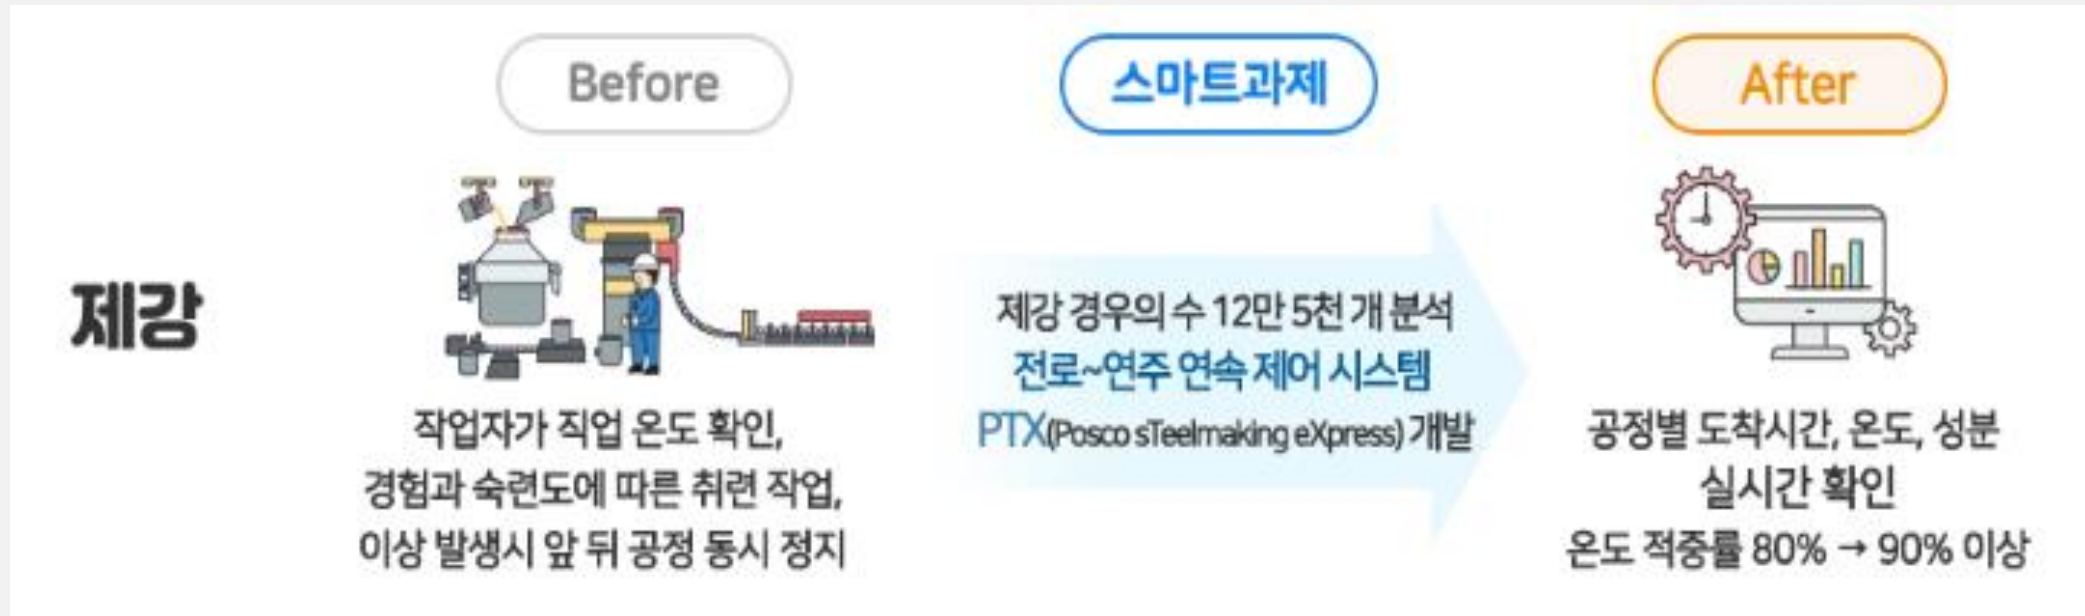 Before
스마트과제
After
제강
작업자가 직업 온도 확인,
경험과 숙련도에 따른 취련 작업,
이상 발생시 앞 뒤 공정 동시 정지
제강 경우의 수 12만 5천 개 분석
전로~연주 연속 제어 시스템
PTX(Posco sTeelmaking eXpress) 개발
공정별 도착시간, 온도, 성분
실시간 확인
온도 적중률 80% → 90% 이상